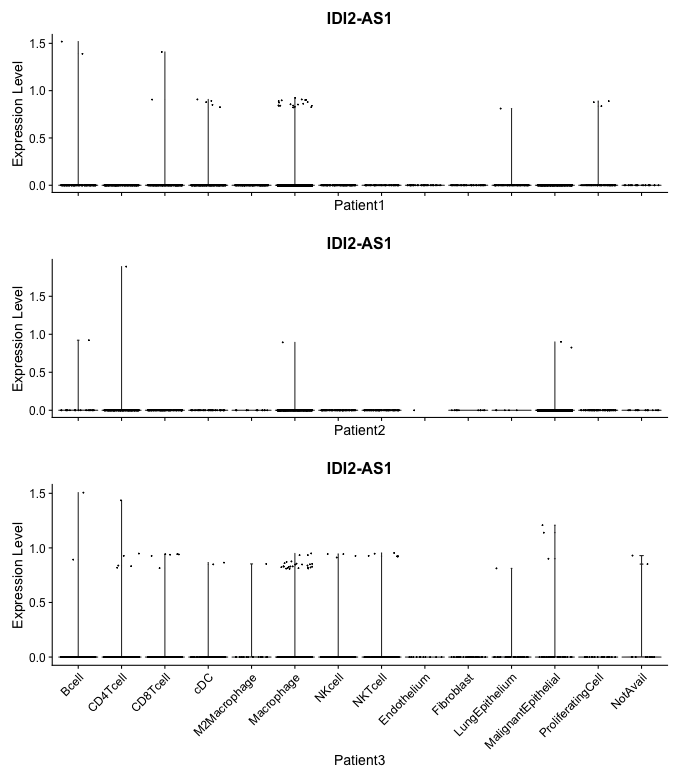 IDI2-AS1
Expression Level
1.5
1.0
0.5
0.0
Patient1
IDI2-AS1
Expression Level
1.5
1.0
0.5
0.0
Patient2
IDI2-AS1
Expression Level
1.5
1.0
0.5
0.0
Bcell
CD4Tcell
CD8Tcell
cDC
M2Macrophage
Macrophage
NKcell
NKTcell
Endothelium
Fibroblast
LungEpithelium
MalignantEpithelial
ProliferatingCell
NotAvail
Patient3